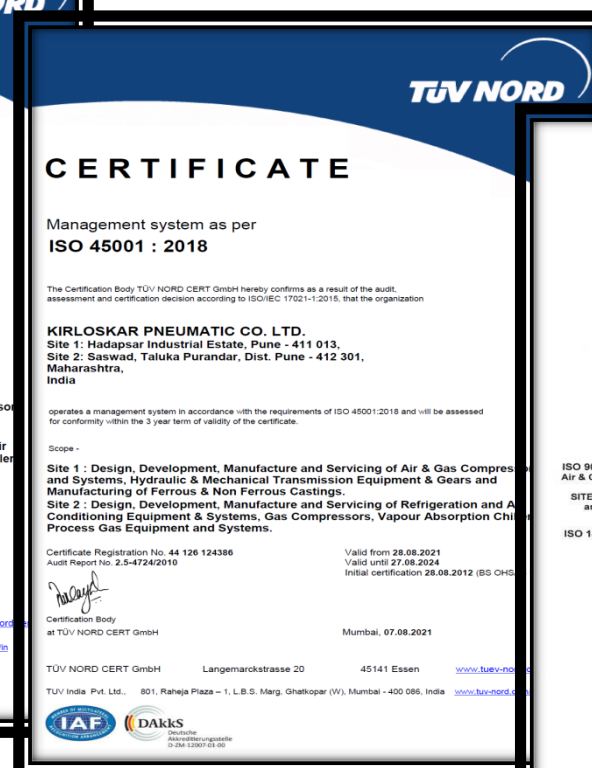 TÜV NORD
CERTIFICATE
Management system as per
ISO 45001 : 2018
The Certification Body TÜV NORD CERT GmbH hereby confirms as a result of the audit,
assessment and certification decision according to ISO/IEC 17021-1:2015, that the organization
KIRLOSKAR PNEUMATIC CO. LTD.
Site 1: Hadapsar Industrial Estate, Pune - 411 013,
Site 2: Saswad, Taluka Purandar, Dist. Pune - 412 301,
Maharashtra,
India
operates a management system in accordance with the requirements of ISO 45001:2018 and will be assessed
for conformity within the 3 year term of validity of the certificate.
Scope -
Site 1 : Design, Development, Manufacture and Servicing of Air & Gas
and Systems, Hydraulic & Mechanical Transmission Equipment & Gears and
Manufacturing of Ferrous & Non Ferrous Castings.
Site 2 : Design, Development, Manufacture and Servicing of Refrigeration and
Conditioning Equipment & Systems, Gas Compressors, Vapour Absorption
Process Gas Equipment and Systems.
Certificate Registration No. 44 126 124386
Audit Report No. 2.5-4724/2010
Valid from 28.08.2021
Valid until 27.08.2024
Initial certification 28.08.2012 (BS OHS
Certification Body
at TÜV NORD CERT GmbH
Mumbai, 07.08.2021
TÜV NORD CERT GmbH Langemarckstrasse 20 45141 Essen www.tuev-no
TUV India Pvt. Ltd., 801, Raheja Plaza – 1, L.B.S. Marg, Ghatkopar (W), Mumbai - 400 086, India www.tuv-nord.c
IAF
DAkkS
Deutsche
Akkreditierungsstelle
D-ZM-12007-01-00
ISO 9
Air &
SITE
ISO 1